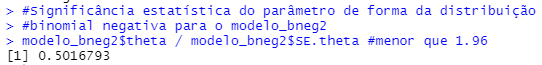 > #Significância estatística do parâmetro de forma da distribuição
> #binomial negativa para o modelo_bneg2
> modelo_bneg2$theta / modelo_bneg2$SE.theta #menor que 1.96
[1] 0.5016793